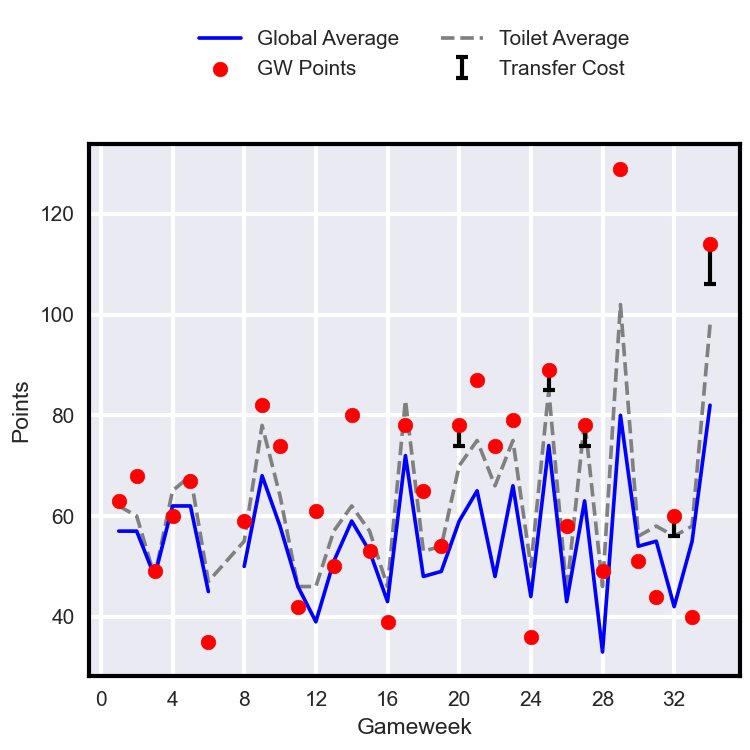 Global Average Toilet Average
GW Points Transfer Cost
120
100
80
60
40
Points
0 4 8 12 16 20 24 28 32
Gameweek